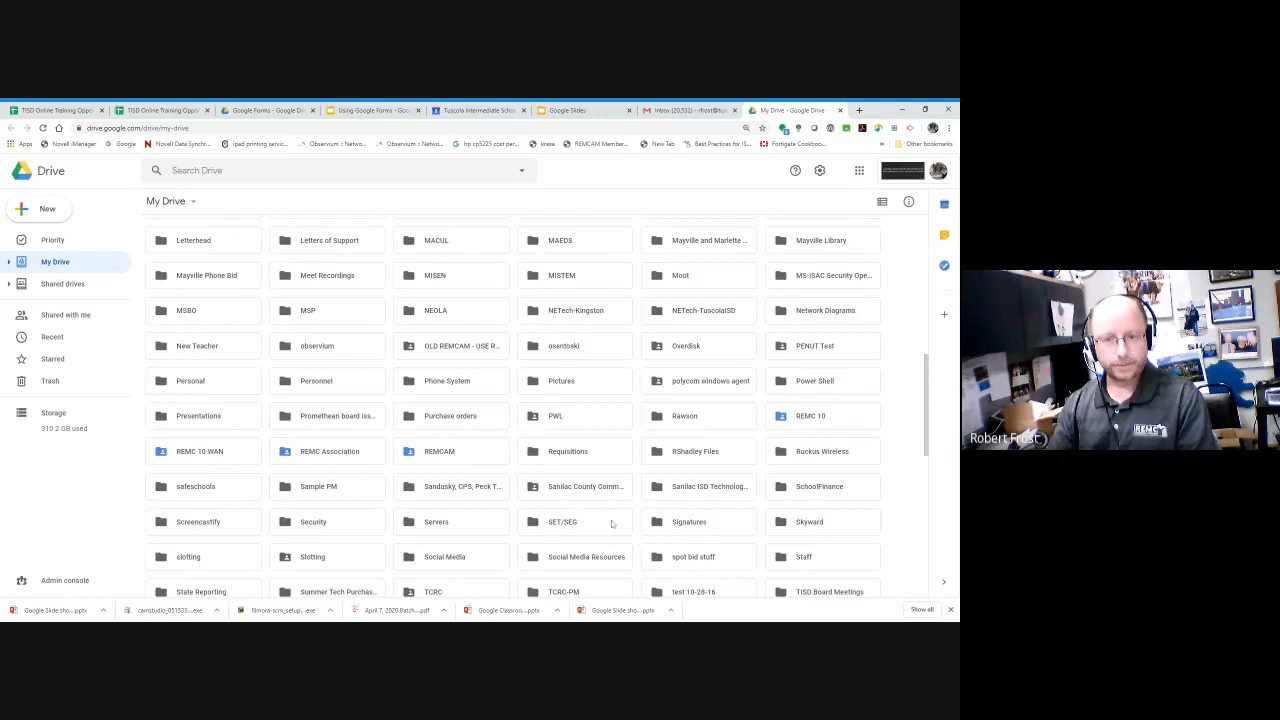 TISD Online Training Oppo
TISD Online Training Oppo
Google Forms - Google Dri
Using Google Forms - Goo
Tuscola Intermediate Scho
Google Slides
Inbox (20,532) - rfrost@tu
My Drive - Google Drive
drive.google.com/drive/my-drive
Apps
Novell iManager
Google
Novell Data Synchr...
ipad printing servic...
Observium :: Netwo...
Observium :: Netwo...
hp cp5225 cost per...
kresa
REMCAM Member...
New Tab
Best Practices for IS...
Fortigate Cookbook...
Other bookmarks
Drive
Search Drive
New
My Drive
Priority
My Drive
Shared drives
Shared with me
Recent
Starred
Trash
Storage
310.2 GB used
Admin console
Letterhead
Letters of Support
MACUL
MAEDS
Mayville and Marlette ...
Mayville Library
Mayville Phone Bid
Meet Recordings
MISEN
MISTEM
Moot
MS-ISAC Security Ope...
MSBO
MSP
NEOLA
NETech-Kingston
NETech-TuscolaISD
Network Diagrams
New Teacher
observium
OLD REMCAM - USE R...
osentoski
Overdisk
PENUT Test
Personal
Personnel
Phone System
Pictures
polycom windows agent
Power Shell
Presentations
Promethean board iss...
Purchase orders
PWL
Rawson
REMC 10
REMC 10 WAN
REMC Association
REMCAM
Requisitions
RShadley Files
Ruckus Wireless
safeschools
Sample PM
Sandusky, CPS, Peck T...
Sanilac County Comm...
Sanilac ISD Technolog...
SchoolFinance
Screencastify
Security
Servers
SET/SEG
Signatures
Skyward
slotting
Slotting
Social Media
Social Media Resources
spot bid stuff
Staff
State Reporting
Summer Tech Purchas...
TCRC
TCRC-PM
test 10-28-16
TISD Board Meetings
Google Slide sho....pptx
camstudio_051533....exe
filmora-scrn_setup....exe
April 7, 2020 Batch....pdf
Google Classroo....pptx
Google Slide sho....pptx
Show all
REMC
Robert Frost